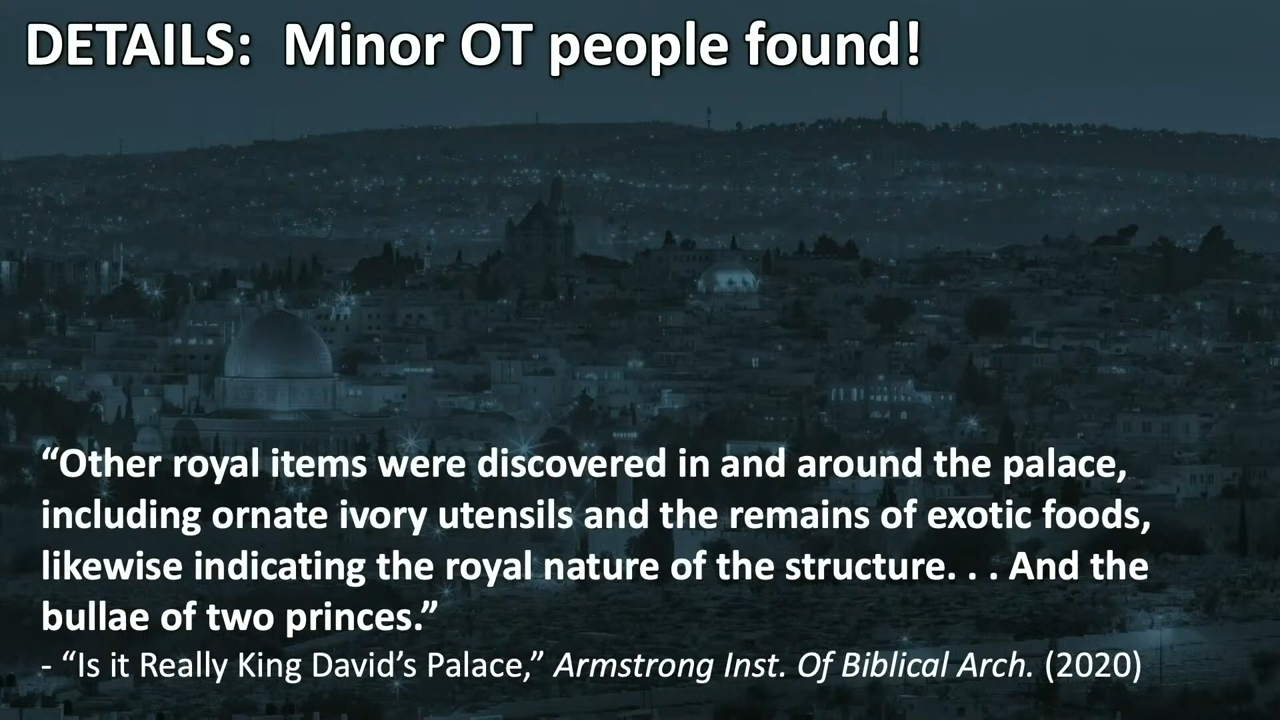 DETAILS:  Minor OT people found!
“Other royal items were discovered in and around the palace,
including ornate ivory utensils and the remains of exotic foods,
likewise indicating the royal nature of the structure. . . And the
bullae of two princes.”
- “Is it Really King David’s Palace,” Armstrong Inst. Of Biblical Arch. (2020)